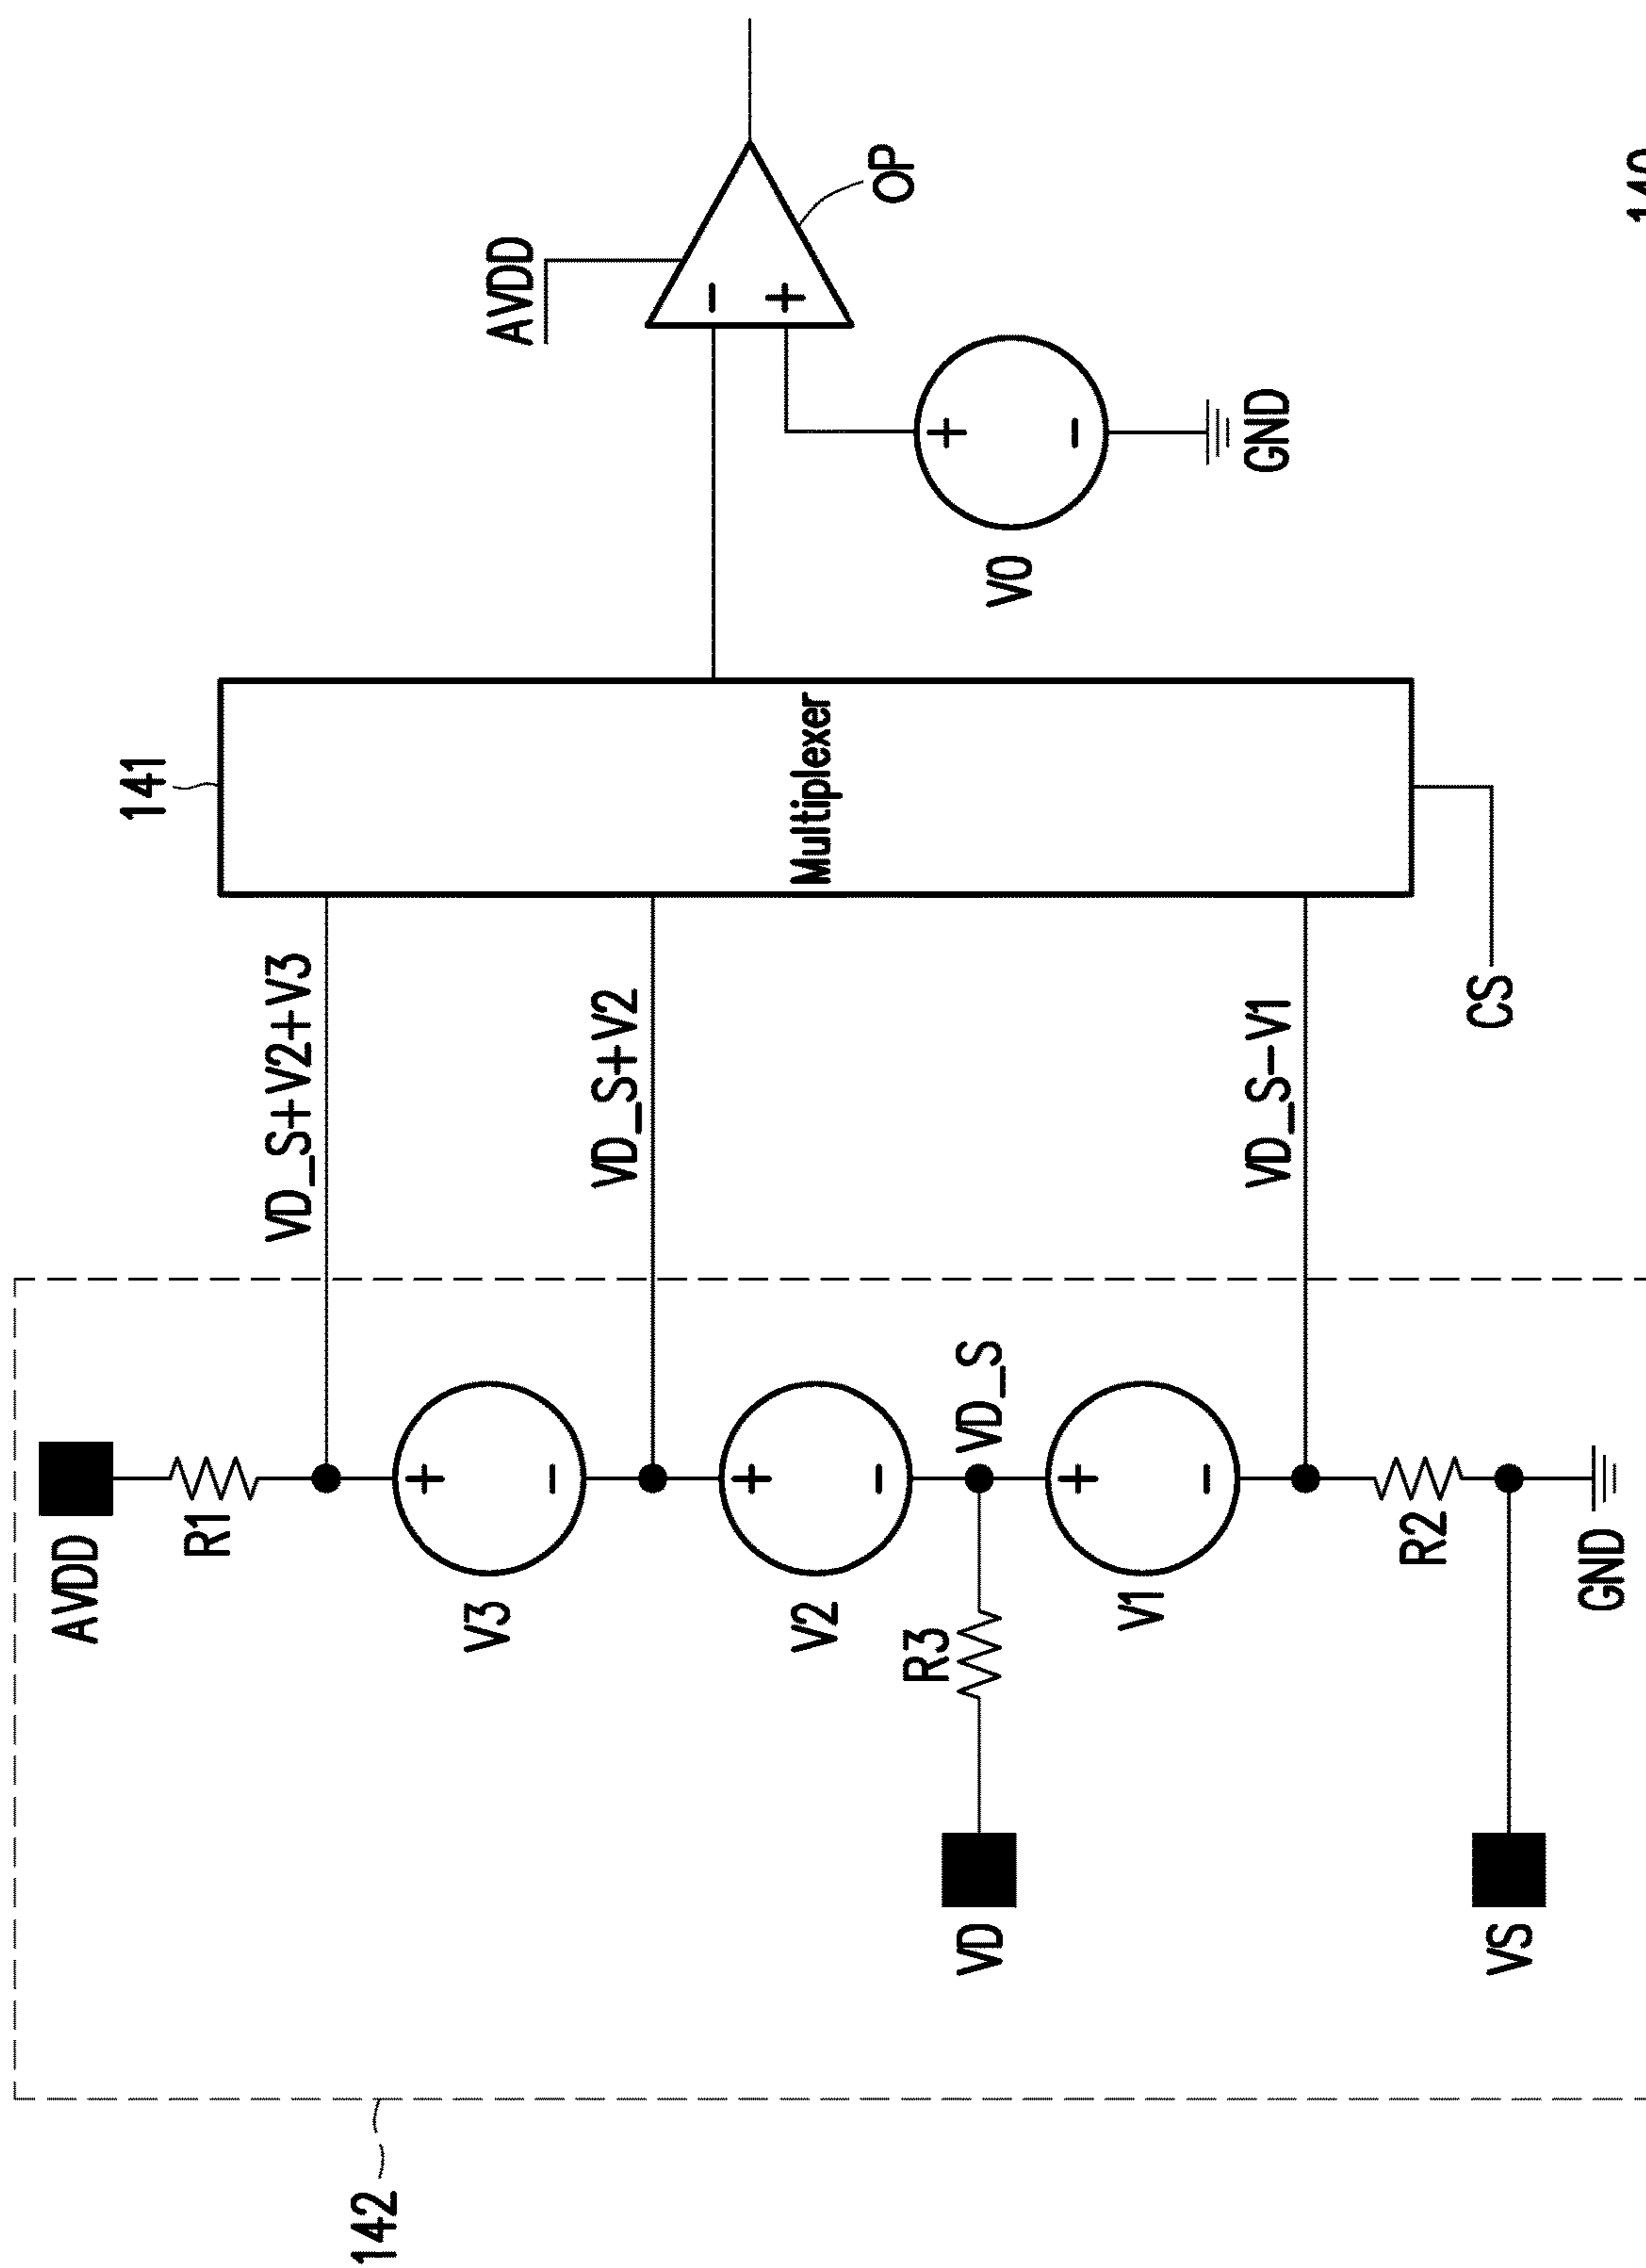 142
AVDD
141
R1
VD_S+V2+V3
V3
AVDD
VD_S+V2
V2
Multiplexer
OP
R3
VD
VD_S
V0
V1
VD_S-V1
GND
R2
CS
VS
GND
140